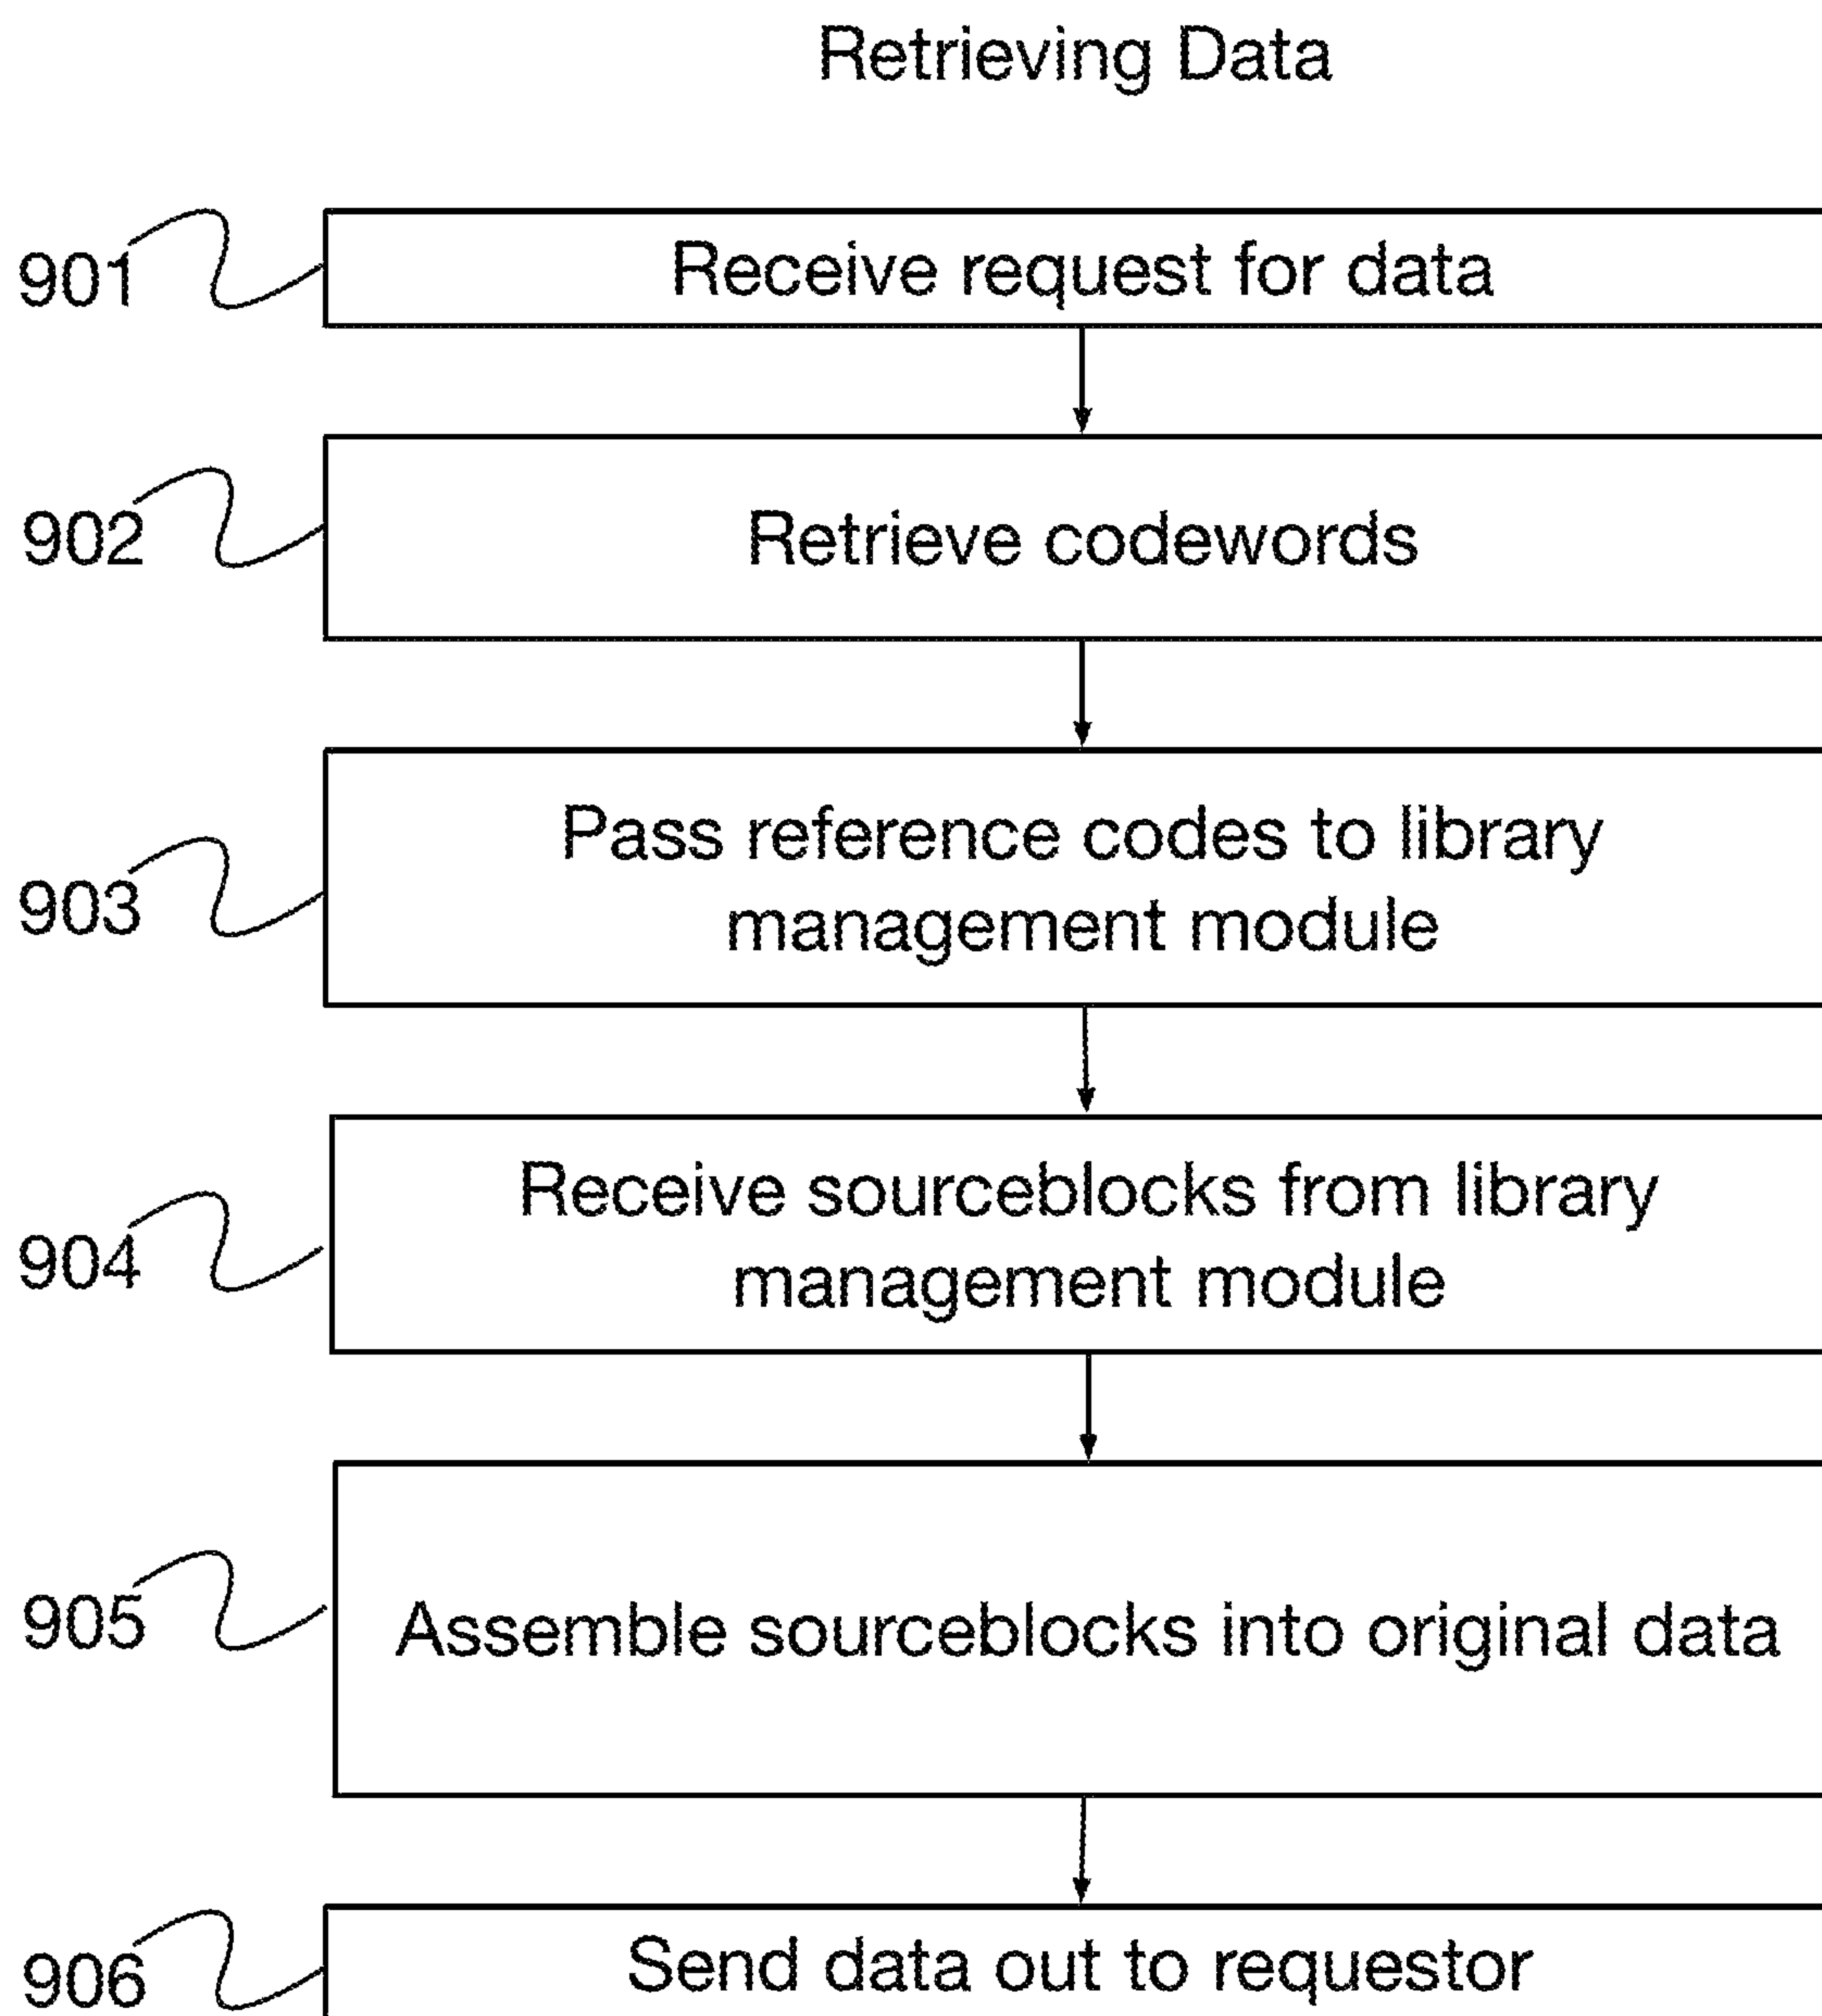 Retrieving Data
901
Receive request for data
902
Retrieve codewords
903
Pass reference codes to library
management module
904
Receive sourceblocks from library
management module
905
Assemble sourceblocks into original data
906
Send data out to requestor